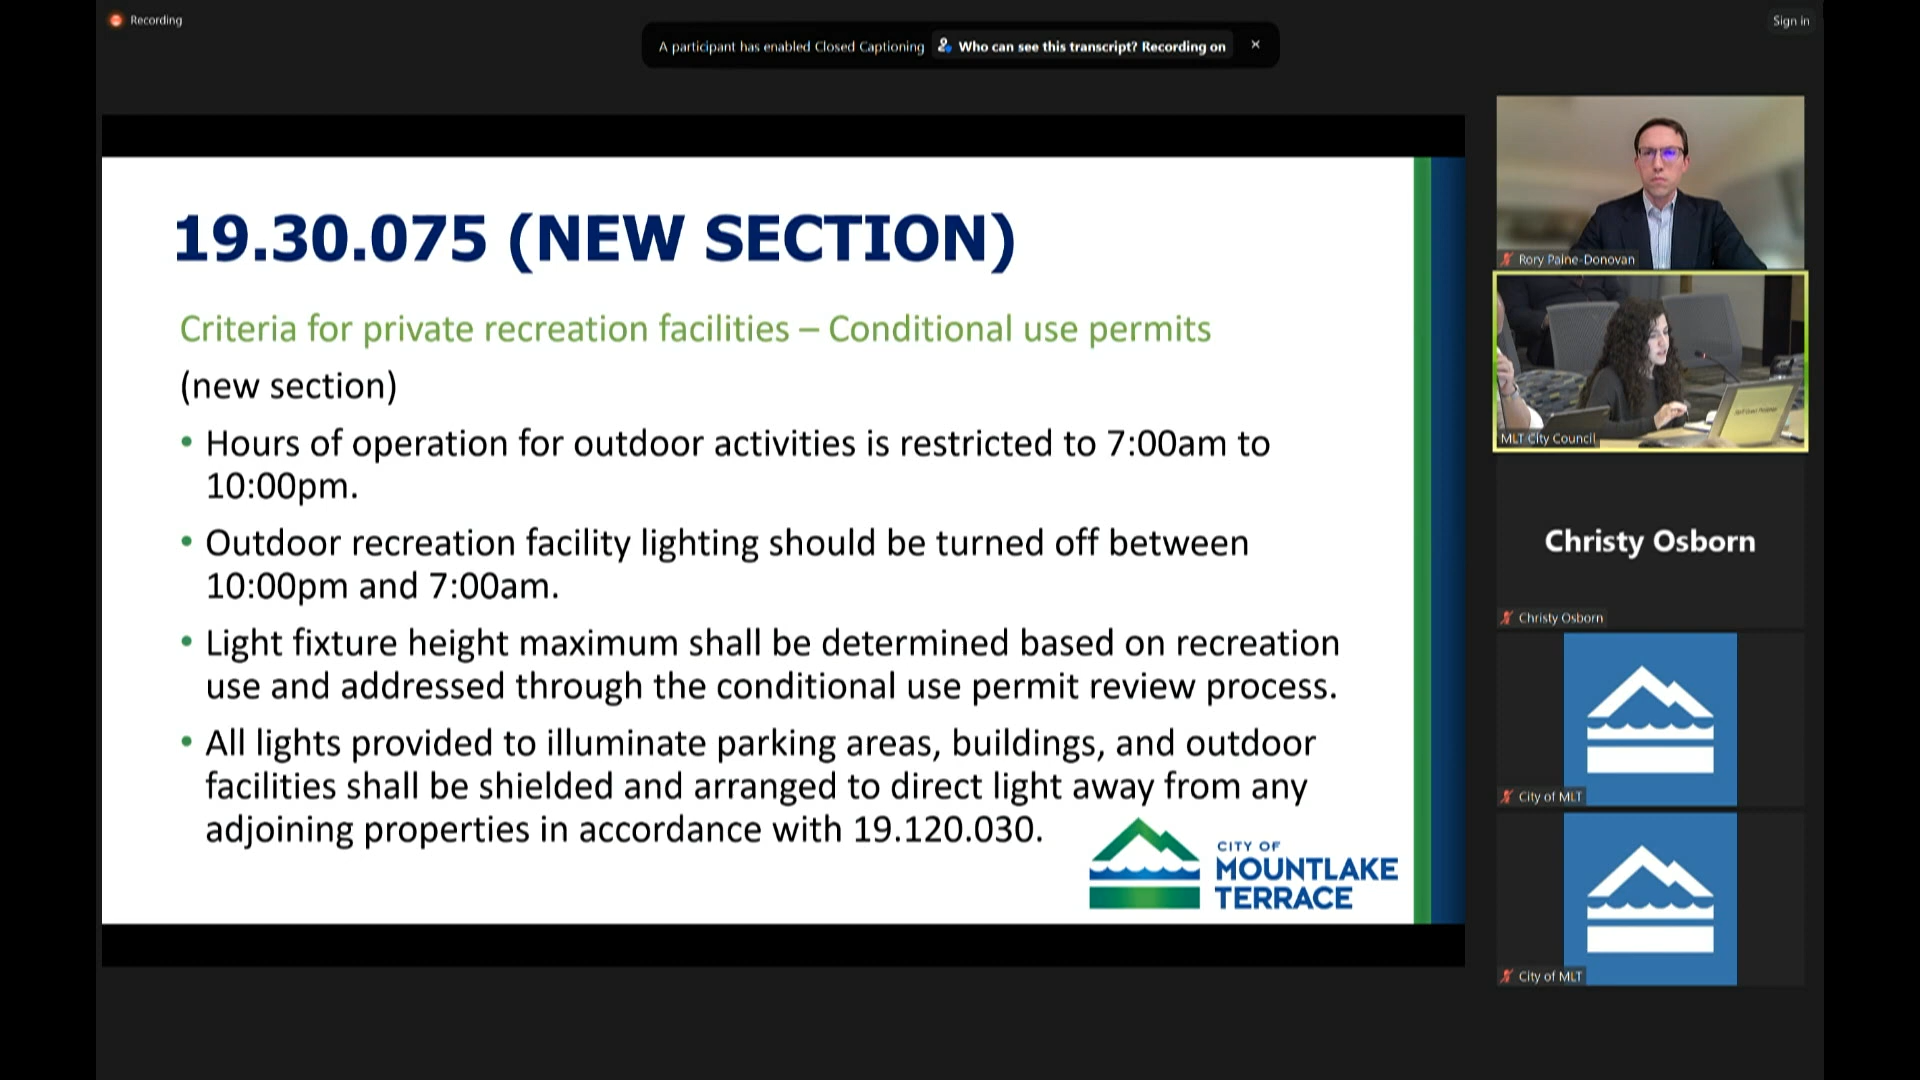 Recording
Sign in
A participant has enabled Closed Captioning Who can see this transcript? Recording on
19.30.075 (NEW SECTION)
Criteria for private recreation facilities – Conditional use permits
(new section)
• Hours of operation for outdoor activities is restricted to 7:00am to
10:00pm.
• Outdoor recreation facility lighting should be turned off between
10:00pm and 7:00am.
• Light fixture height maximum shall be determined based on recreation
use and addressed through the conditional use permit review process.
• All lights provided to illuminate parking areas, buildings, and outdoor
facilities shall be shielded and arranged to direct light away from any
adjoining properties in accordance with 19.120.030.
CITY OF
MOUNTLAKE
TERRACE
Rory Paine-Donovan
MLT City Council
Christy Osborn
Christy Osborn
City of MLT
City of MLT